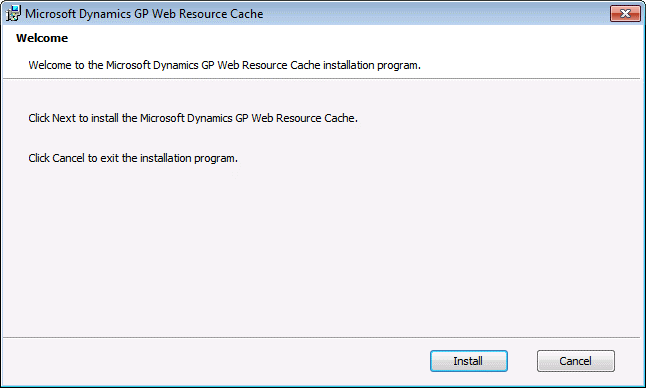 Microsoft Dynamics GP Web Resource Cache
Welcome
Welcome to the Microsoft Dynamics GP Web Resource Cache installation program.
Click Next to install the Microsoft Dynamics GP Web Resource Cache.
Click Cancel to exit the installation program.
Install
Cancel